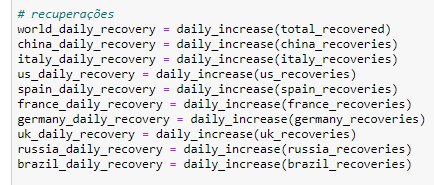 # recuperações
world_daily_recovery = daily_increase(total_recovered)
china_daily_recovery = daily_increase(china_recoveries)
italy_daily_recovery = daily_increase(italy_recoveries)
us_daily_recovery = daily_increase(us_recoveries)
spain_daily_recovery = daily_increase(spain_recoveries)
france_daily_recovery = daily_increase(france_recoveries)
germany_daily_recovery = daily_increase(germany_recoveries)
uk_daily_recovery = daily_increase(uk_recoveries)
russia_daily_recovery = daily_increase(russia_recoveries)
brazil_daily_recovery = daily_increase(brazil_recoveries)